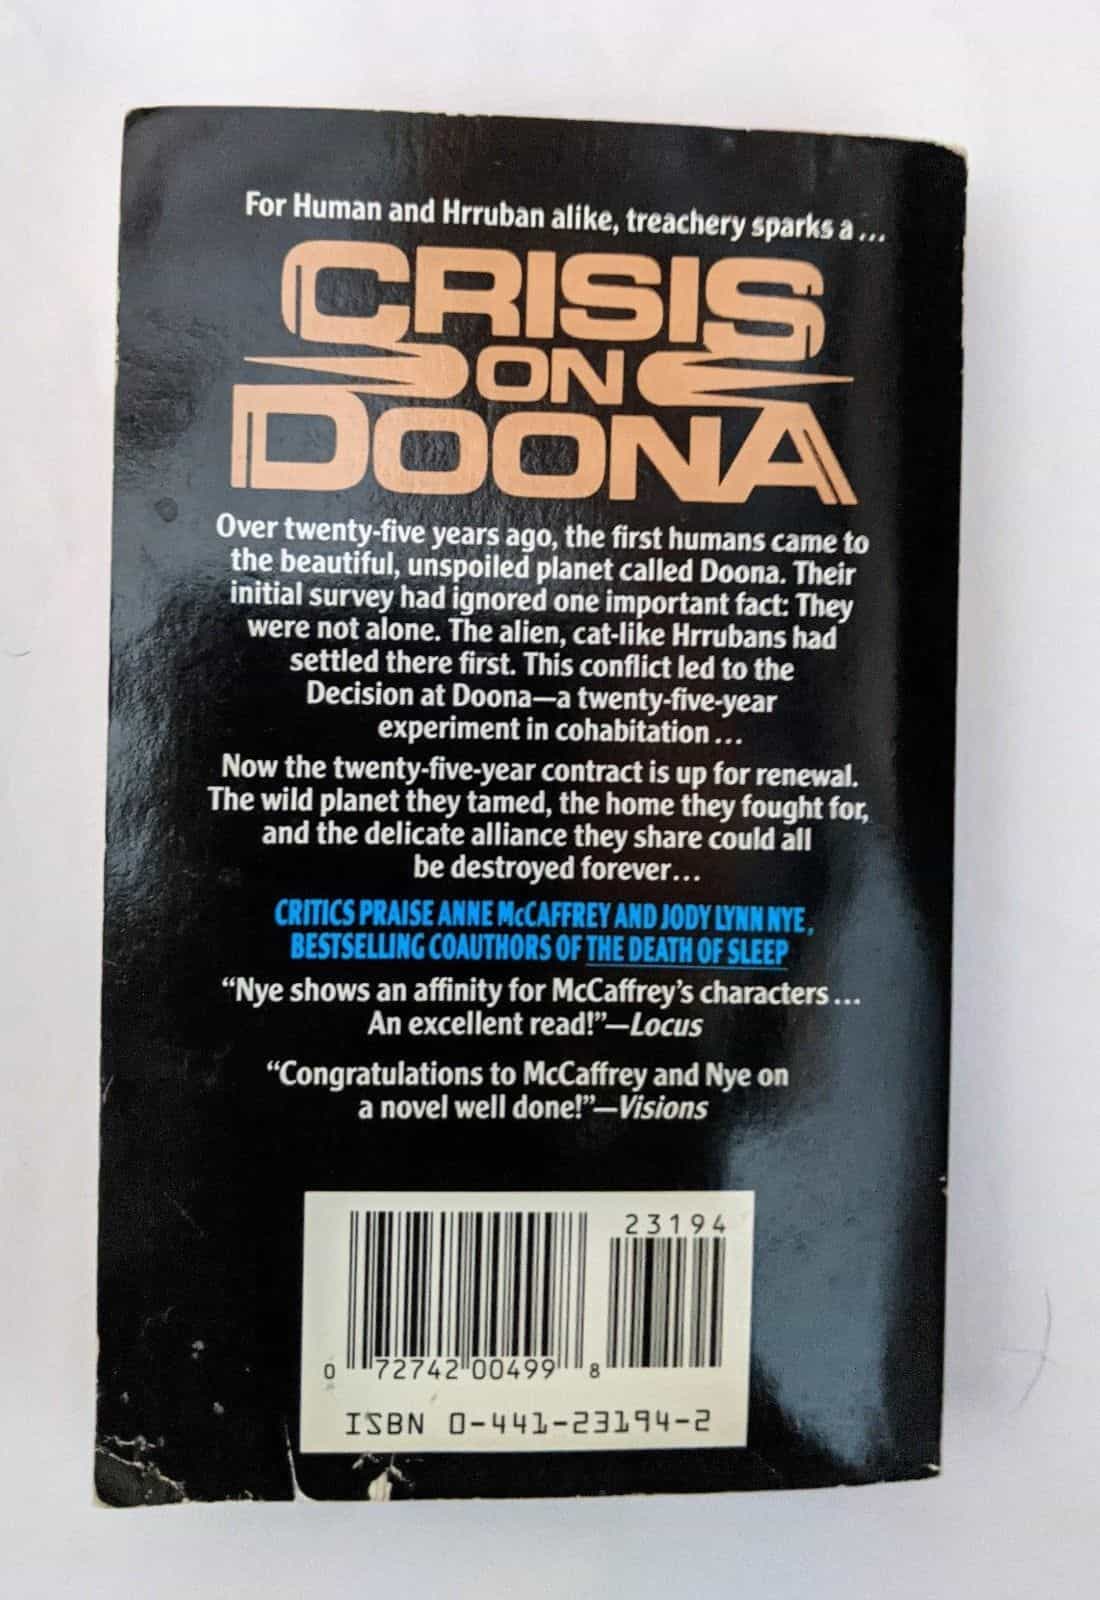 For Human and Hrruban alike, treachery sparks a...
CRISIS
ON
DOONA
Over twenty-five years ago, the first humans came to
the beautiful, unspoiled planet called Doona. Their
initial survey had ignored one important fact: They
were not alone. The alien, cat-like Hrrubans had
settled there first. This conflict led to the
Decision at Doona—a twenty-five-year
experiment in cohabitation...
Now the twenty-five-year contract is up for renewal.
The wild planet they tamed, the home they fought for,
and the delicate alliance they share could all
be destroyed forever...
CRITICS PRAISE ANNE McCAFFREY AND JODY LYNN NYE,
BESTSELLING COAUTHORS OF THE DEATH OF SLEEP
“Nye shows an affinity for McCaffrey’s characters...
An excellent read!”—Locus
“Congratulations to McCaffrey and Nye on
a novel well done!”—Visions
23194
0 72742 00499 8
ISBN 0-441-23194-2